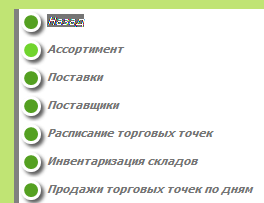 Назад
Ассортимент
Поставки
Поставщики
Расписание торговых точек
Инвентаризация складов
Продажи торговых точек по дням